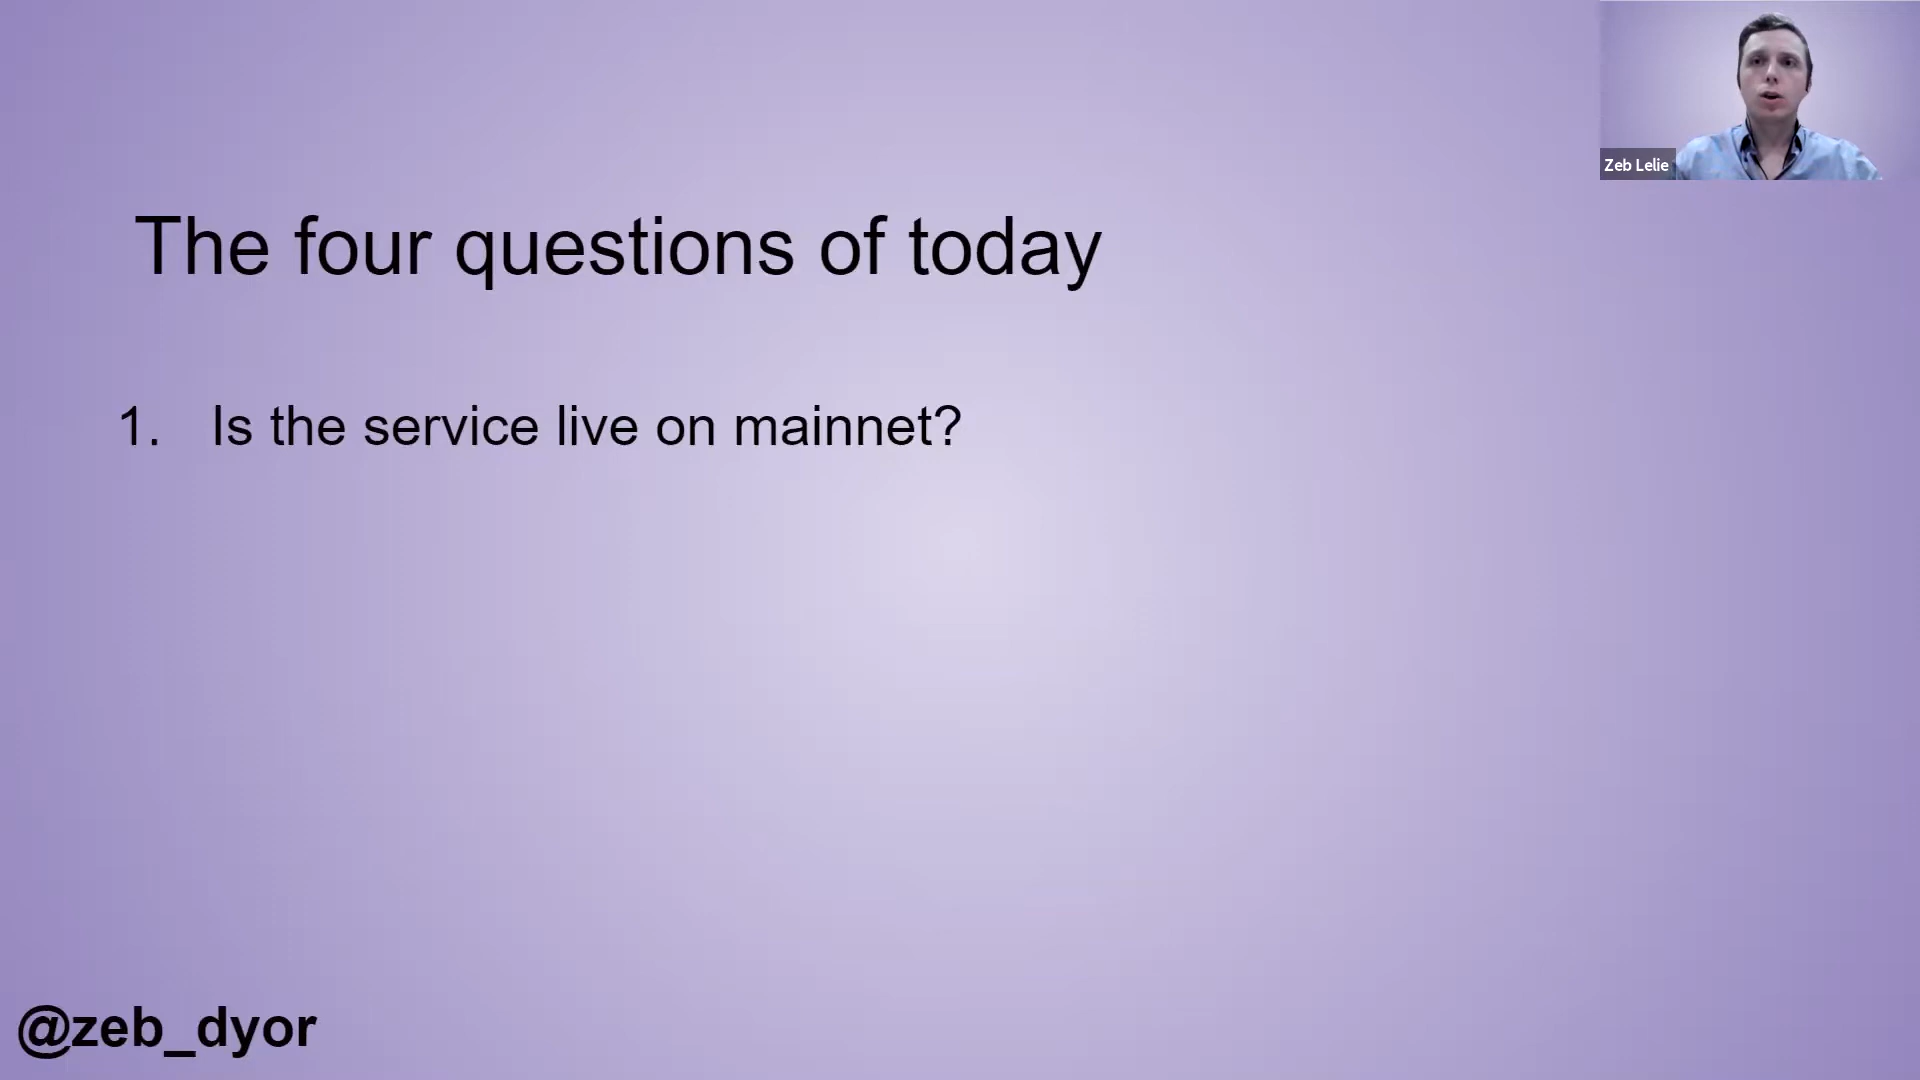 Zeb Lelie
The four questions of today
1. Is the service live on mainnet?
@zeb_dyor